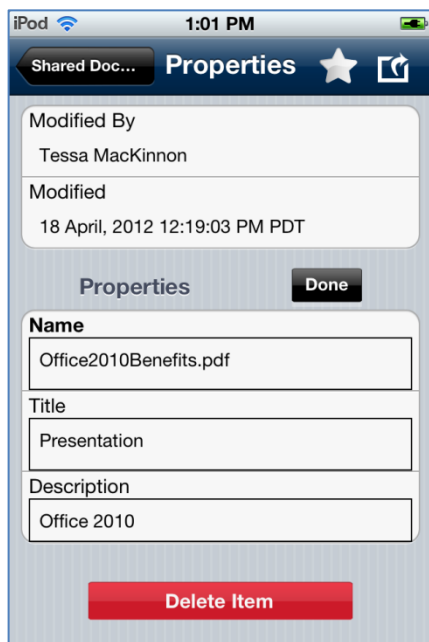 iPod 1:01 PM
Shared Doc... Properties
Modified By
Tessa MacKinnon
Modified
18 April, 2012 12:19:03 PM PDT
Properties Done
Name
Office2010Benefits.pdf
Title
Presentation
Description
Office 2010
Delete Item